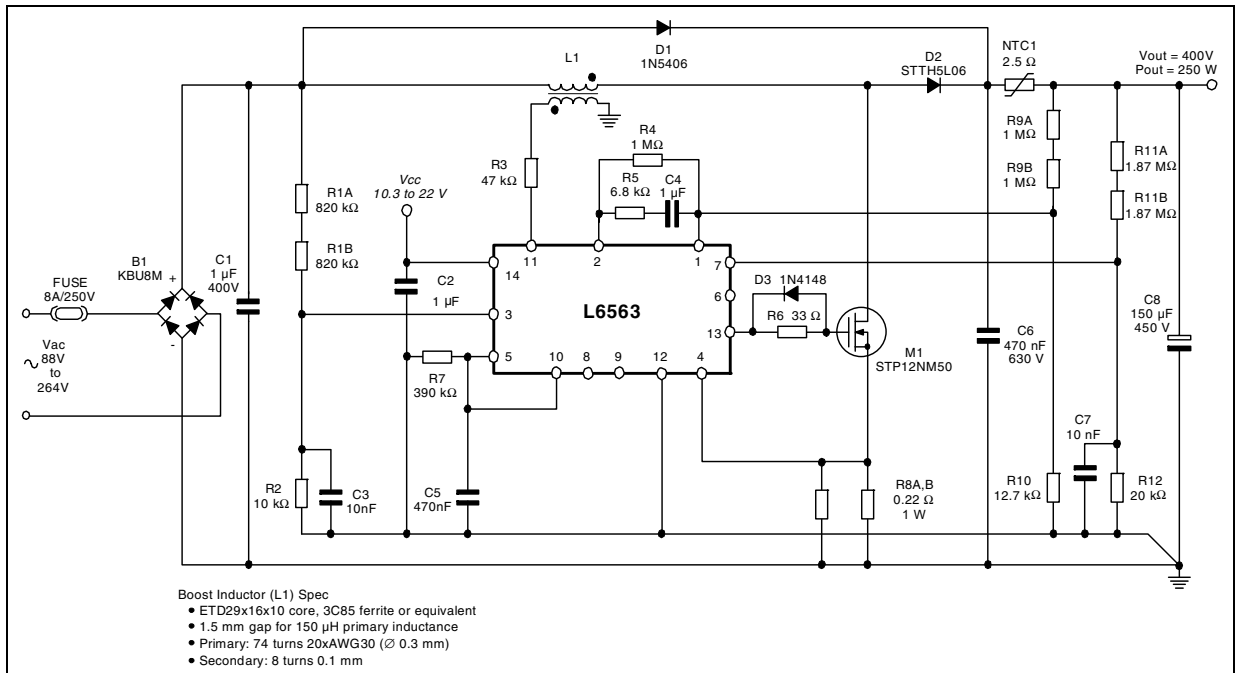 D1
1N5406
L1
D2
STTH5L06
NTC1
2.5 Ω
Vout = 400V
Pout = 250 W
R4
1 MΩ
R5
6.8 kΩ
C4
1 µF
R3
47 kΩ
R9A
1 MΩ
R9B
1 MΩ
R11A
1.87 MΩ
R11B
1.87 MΩ
Vcc
10.3 to 22 V
R1A
820 kΩ
R1B
820 kΩ
B1
KBU8M
+
-
C1
1 µF
400V
FUSE
8A/250V
Vac
88V
to
264V
C2
1 µF
11
2
1
14
3
5
10
8
9
12
4
7
6
13
L6563
D3 1N4148
R6 33 Ω
M1
STP12NM50
C6
470 nF
630 V
C8
150 µF
450 V
R7
390 kΩ
C7
10 nF
R2
10 kΩ
C3
10nF
C5
470nF
R8A,B
0.22 Ω
1 W
R10
12.7 kΩ
R12
20 kΩ
Boost Inductor (L1) Spec
• ETD29x16x10 core, 3C85 ferrite or equivalent
• 1.5 mm gap for 150 µH primary inductance
• Primary: 74 turns 20xAWG30 (∅ 0.3 mm)
• Secondary: 8 turns 0.1 mm